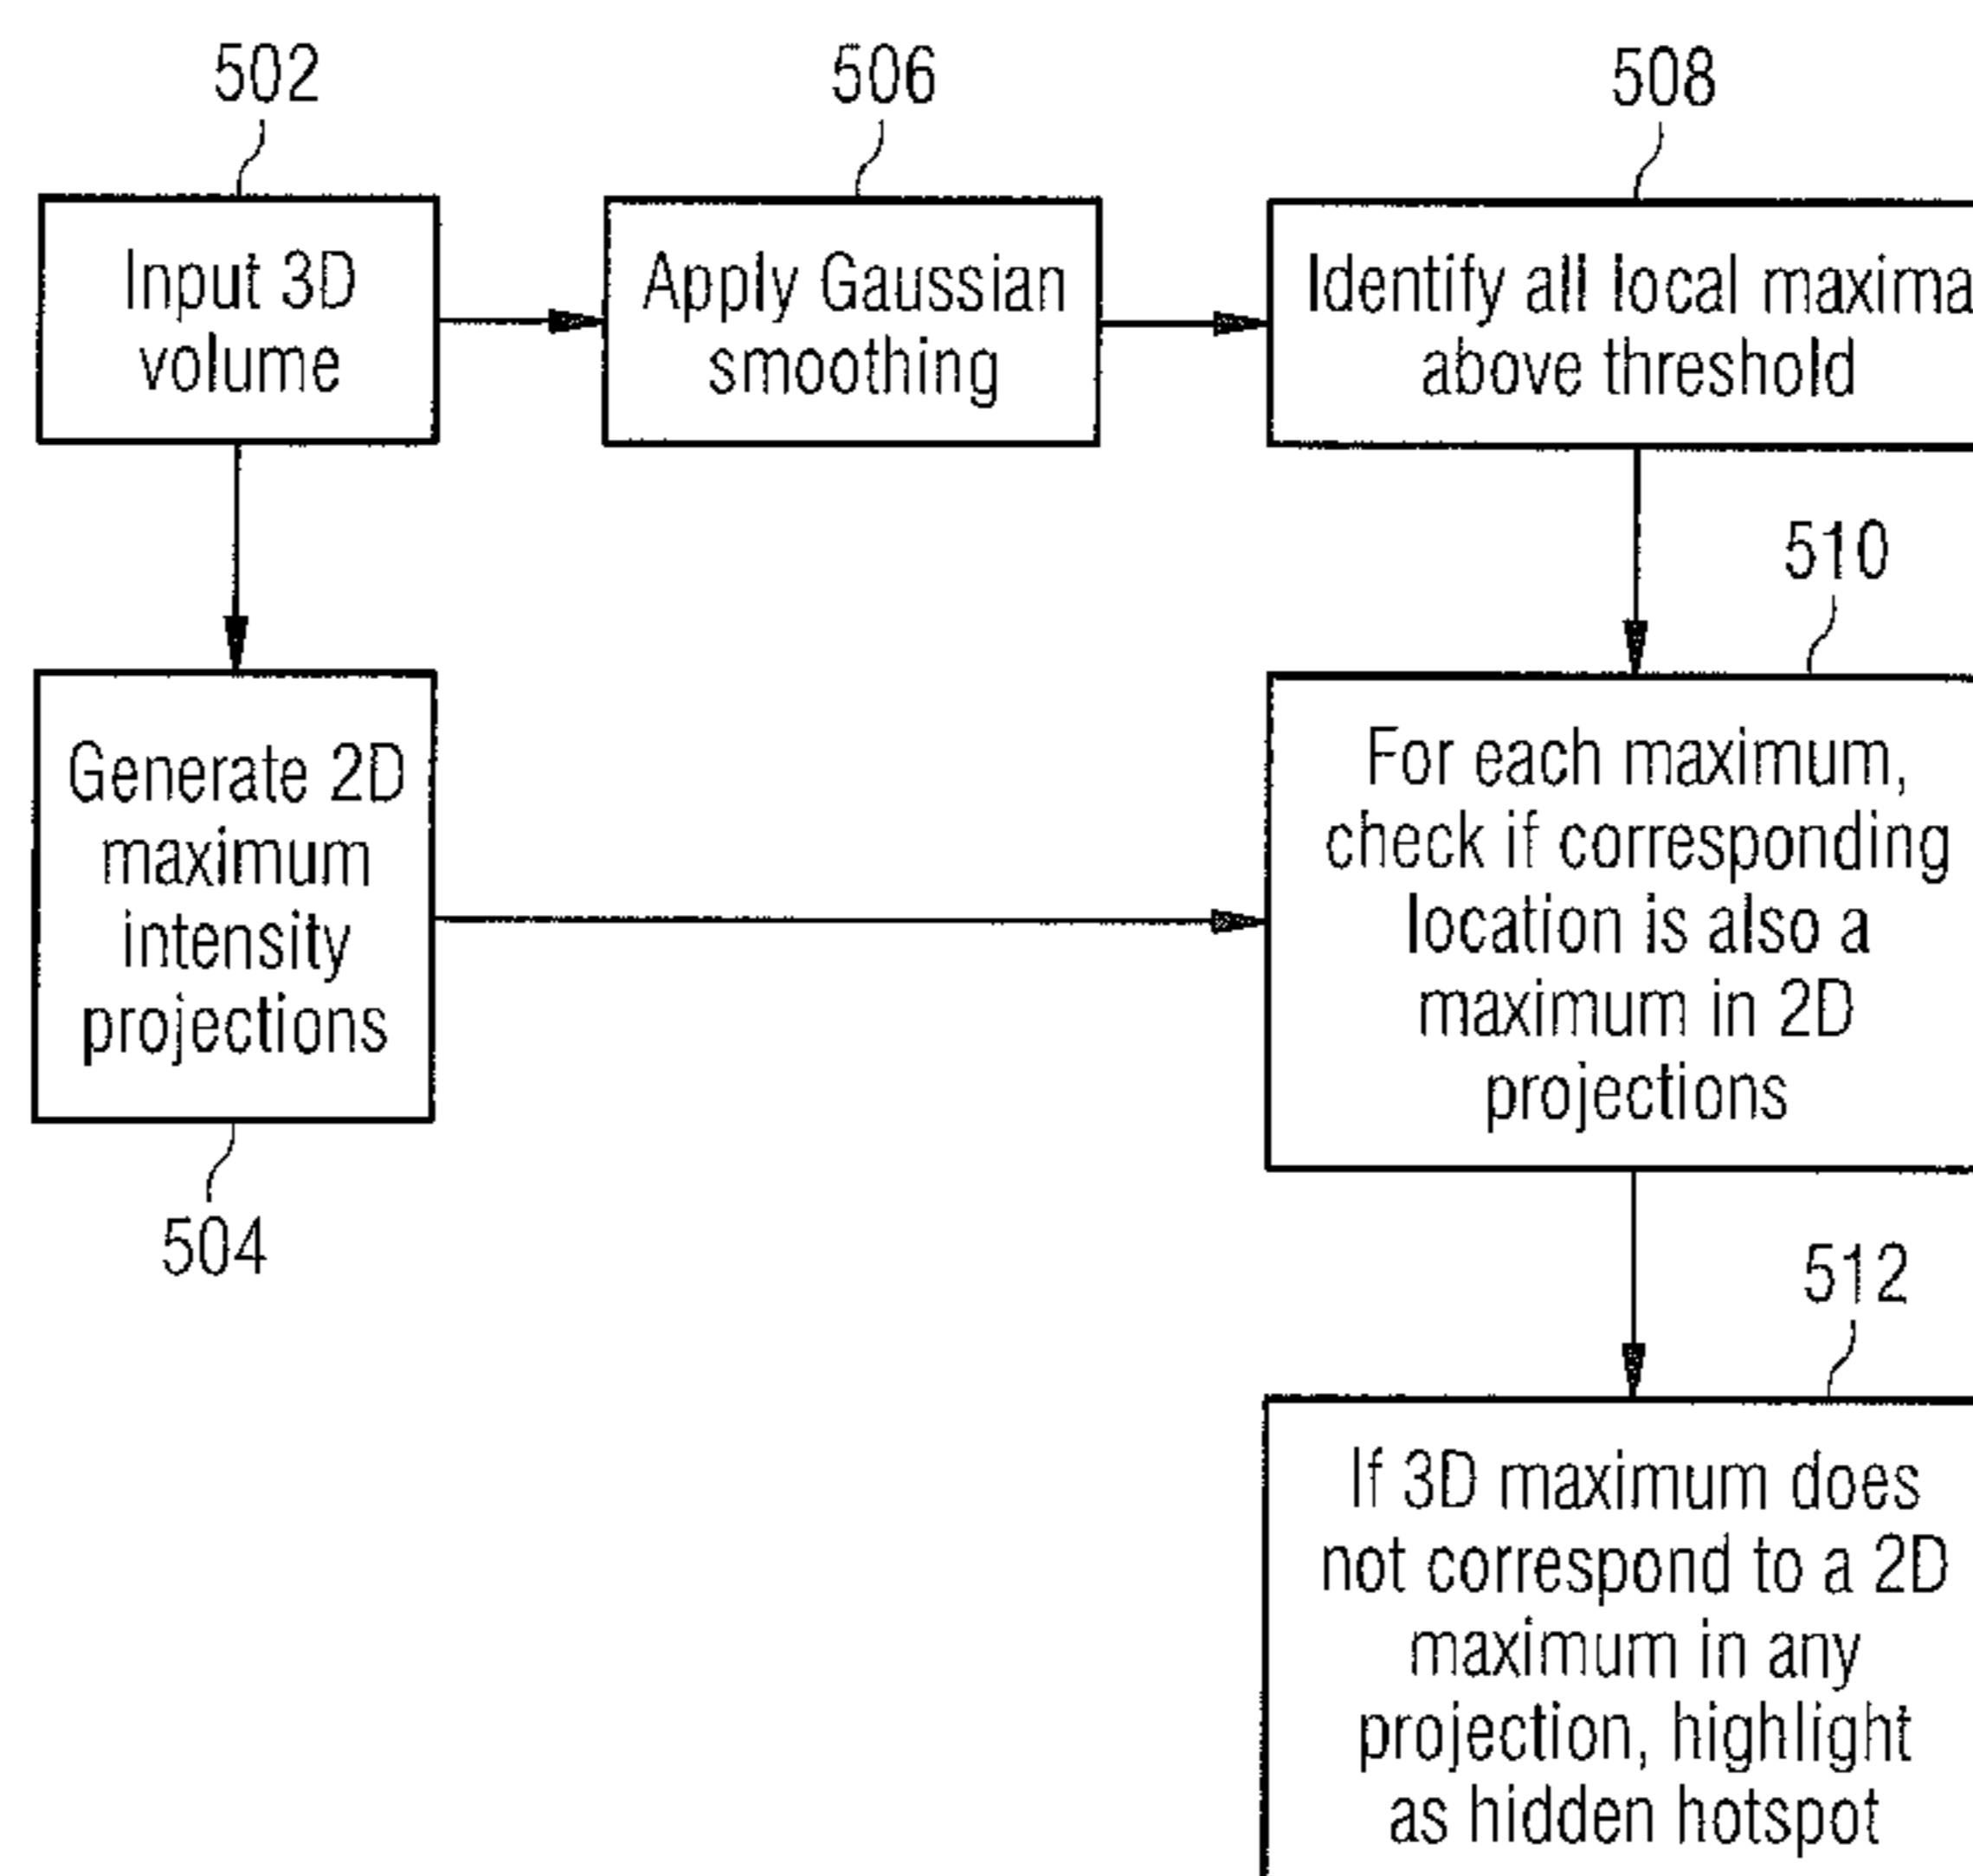 502
506
508
Input 3D
volume
Apply Gaussian
smoothing
Identify all local maxima
above threshold
510
Generate 2D
maximum
intensity
projections
504
For each maximum,
check if corresponding
location is also a
maximum in 2D
projections
512
If 3D maximum does
not correspond to a 2D
maximum in any
projection, highlight
as hidden hotspot